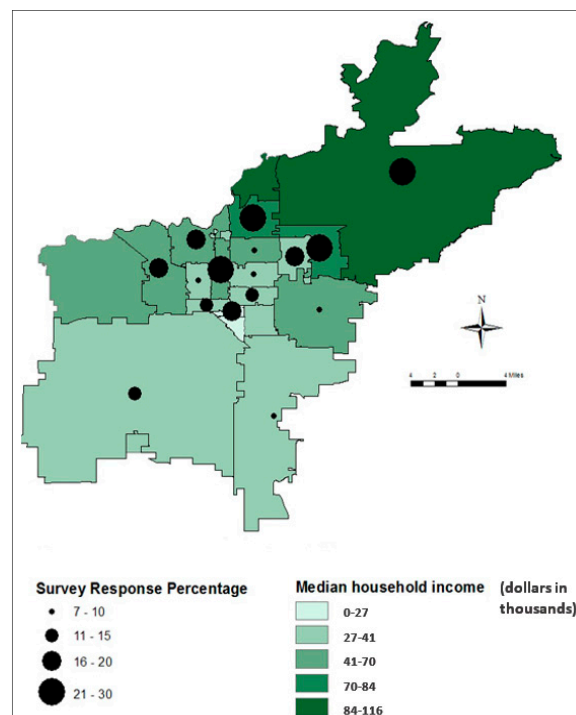 N
4 2 0 4 Miles
Survey Response Percentage
7 - 10
11 - 15
16 - 20
21 - 30
Median household income (dollars in
thousands)
0-27
27-41
41-70
70-84
84-116